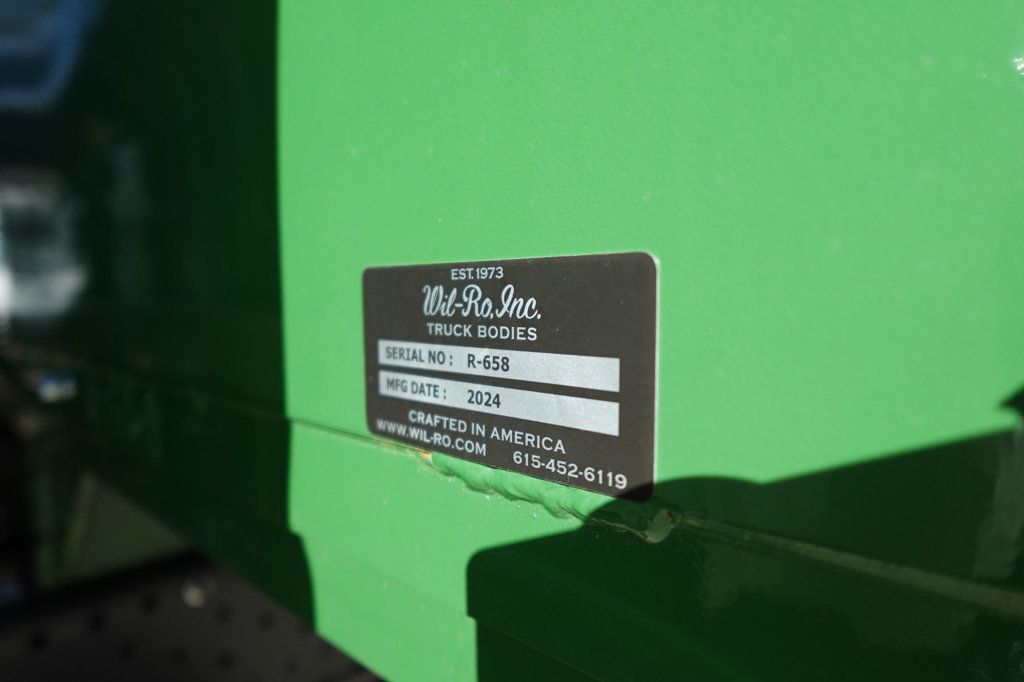 EST. 1973
Wil-Ro, Inc.
TRUCK BODIES
SERIAL NO : R-658
MFG DATE : 2024
CRAFTED IN AMERICA
WWW.WIL-RO.COM 615-452-6119